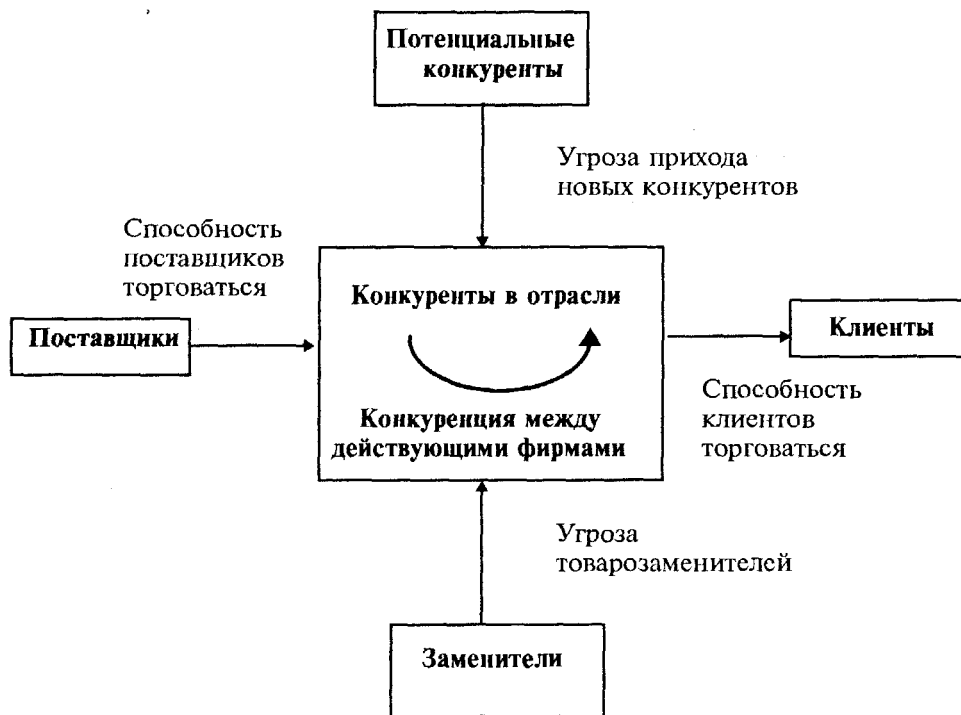 Потенциальные
конкуренты
Угроза прихода
новых конкурентов
Способность
поставщиков
торговаться
Поставщики
Конкуренты в отрасли
Конкуренция между
действующими фирмами
Клиенты
Способность
клиентов
торговаться
Угроза
товарозаменителей
Заменители